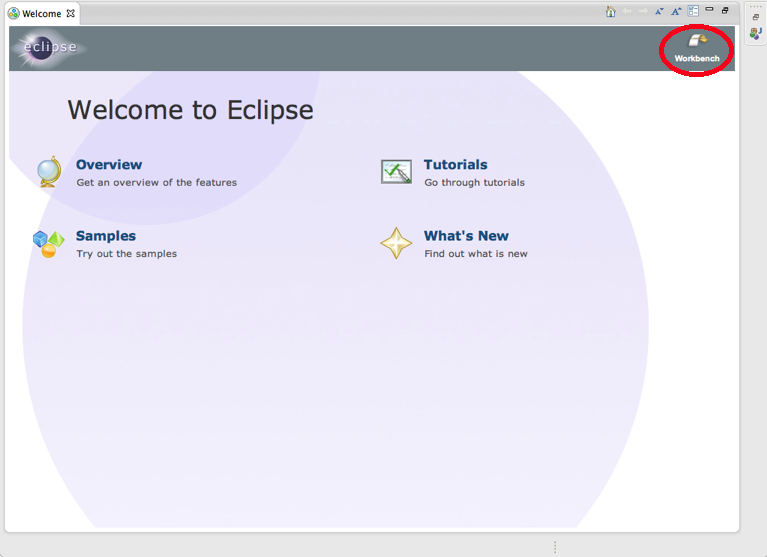 Welcome
eclipse
Workbench
Welcome to Eclipse
Overview
Get an overview of the features
Tutorials
Go through tutorials
Samples
Try out the samples
What's New
Find out what is new